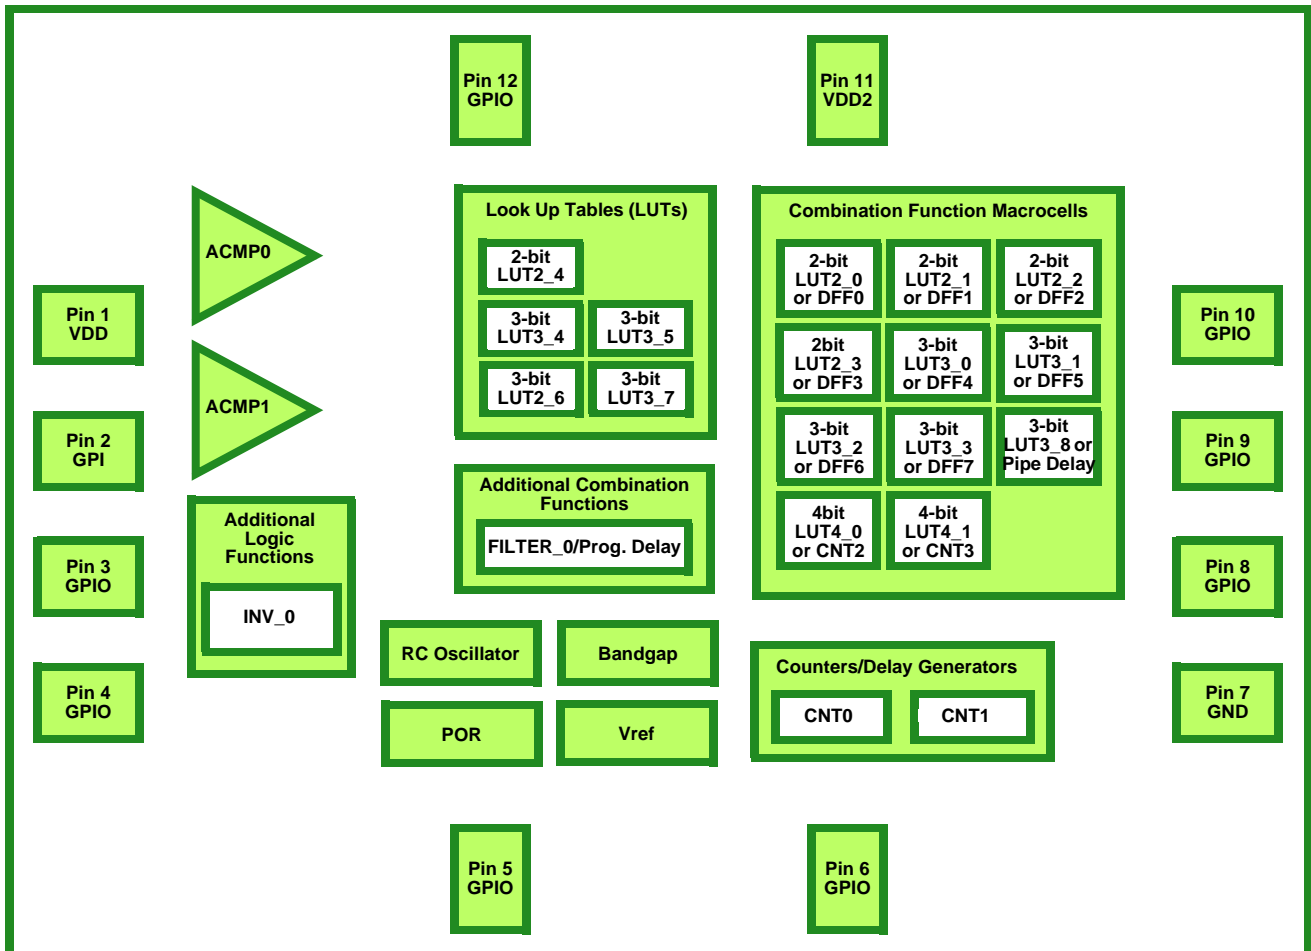 Pin 12
GPIO
Pin 11
VDD2
ACMP0
ACMP1
Pin 1
VDD
Pin 2
GPI
Pin 3
GPIO
Pin 4
GPIO
Additional
Logic
Functions
INV_0
Look Up Tables (LUTs)
2-bit
LUT2_4
3-bit
LUT3_4
3-bit
LUT3_5
3-bit
LUT2_6
3-bit
LUT3_7
Additional Combination
Functions
FILTER_0/Prog. Delay
RC Oscillator
Bandgap
POR
Vref
Combination Function Macrocells
2-bit
LUT2_0
or DFF0
2-bit
LUT2_1
or DFF1
2-bit
LUT2_2
or DFF2
2bit
LUT2_3
or DFF3
3-bit
LUT3_0
or DFF4
3-bit
LUT3_1
or DFF5
3-bit
LUT3_2
or DFF6
3-bit
LUT3_3
or DFF7
3-bit
LUT3_8 or
Pipe Delay
4bit
LUT4_0
or CNT2
4-bit
LUT4_1
or CNT3
Counters/Delay Generators
CNT0
CNT1
Pin 10
GPIO
Pin 9
GPIO
Pin 8
GPIO
Pin 7
GND
Pin 5
GPIO
Pin 6
GPIO